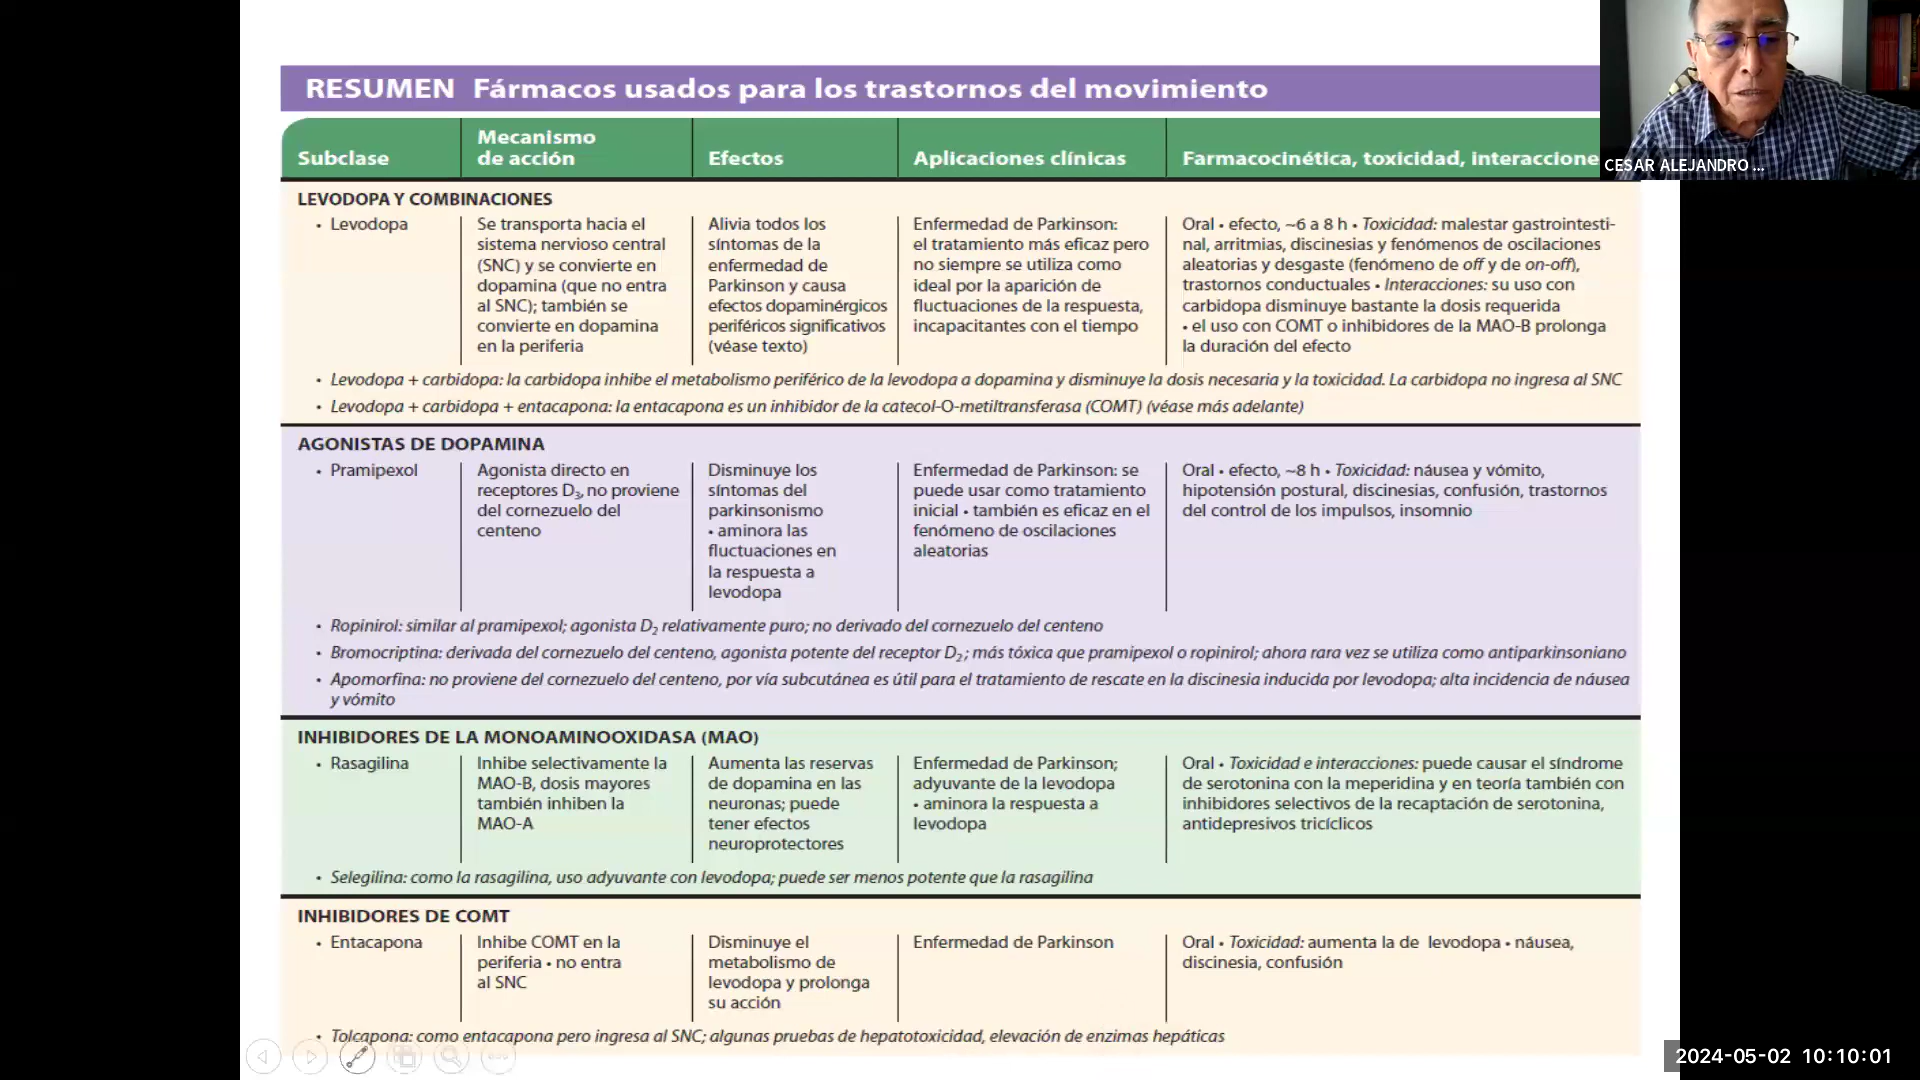 RESUMEN Fármacos usados para los trastornos del movimiento
Subclase
Mecanismo
de acción
Efectos
Aplicaciones clínicas
Farmacocinética, toxicidad, interaccione
CESAR ALEJANDRO ...
LEVODOPA Y COMBINACIONES
• Levodopa
Se transporta hacia el
sistema nervioso central
(SNC) y se convierte en
dopamina (que no entra
al SNC); también se
convierte en dopamina
en la periferia
Alivia todos los
síntomas de la
enfermedad de
Parkinson y causa
efectos dopaminérgicos
periféricos significativos
(véase texto)
Enfermedad de Parkinson:
el tratamiento más eficaz pero
no siempre se utiliza como
ideal por la aparición de
fluctuaciones de la respuesta,
incapacitantes con el tiempo
Oral • efecto, ~6 a 8 h • Toxicidad: malestar gastrointesti-
nal, arritmias, discinesias y fenómenos de oscilaciones
aleatorias y desgaste (fenómeno de off y de on-off),
trastornos conductuales • Interacciones: su uso con
carbidopa disminuye bastante la dosis requerida
• el uso con COMT o inhibidores de la MAO-B prolonga
la duración del efecto
• Levodopa + carbidopa: la carbidopa inhibe el metabolismo periférico de la levodopa a dopamina y disminuye la dosis necesaria y la toxicidad. La carbidopa no ingresa al SNC
• Levodopa + carbidopa + entacapona: la entacapona es un inhibidor de la catecol-O-metiltransferasa (COMT) (véase más adelante)
AGONISTAS DE DOPAMINA
• Pramipexol
Agonista directo en
receptores D3, no proviene
del cornezuelo del
centeno
Disminuye los
síntomas del
parkinsonismo
• aminora las
fluctuaciones en
la respuesta a
levodopa
Enfermedad de Parkinson: se
puede usar como tratamiento
inicial • también es eficaz en el
fenómeno de oscilaciones
aleatorias
Oral • efecto, ~8 h • Toxicidad: náusea y vómito,
hipotensión postural, discinesias, confusión, trastornos
del control de los impulsos, insomnio
• Ropinirol: similar al pramipexol; agonista D2 relativamente puro; no derivado del cornezuelo del centeno
• Bromocriptina: derivada del cornezuelo del centeno, agonista potente del receptor D2; más tóxica que pramipexol o ropinirol; ahora rara vez se utiliza como antiparkinsoniano
• Apomorfina: no proviene del cornezuelo del centeno, por vía subcutánea es útil para el tratamiento de rescate en la discinesia inducida por levodopa; alta incidencia de náusea
y vómito
INHIBIDORES DE LA MONOAMINOOXIDASA (MAO)
• Rasagilina
Inhibe selectivamente la
MAO-B, dosis mayores
también inhiben la
MAO-A
Aumenta las reservas
de dopamina en las
neuronas; puede
tener efectos
neuroprotectores
Enfermedad de Parkinson;
adyuvante de la levodopa
• aminora la respuesta a
levodopa
Oral • Toxicidad e interacciones: puede causar el síndrome
de serotonina con la meperidina y en teoría también con
inhibidores selectivos de la recaptación de serotonina,
antidepresivos tricíclicos
• Selegilina: como la rasagilina, uso adyuvante con levodopa; puede ser menos potente que la rasagilina
INHIBIDORES DE COMT
• Entacapona
Inhibe COMT en la
periferia • no entra
al SNC
Disminuye el
metabolismo de
levodopa y prolonga
su acción
Enfermedad de Parkinson
Oral • Toxicidad: aumenta la de levodopa • náusea,
discinesia, confusión
• Tolcapona: como entacapona pero ingresa al SNC; algunas pruebas de hepatotoxicidad, elevación de enzimas hepáticas
2024-05-02 10:10:01